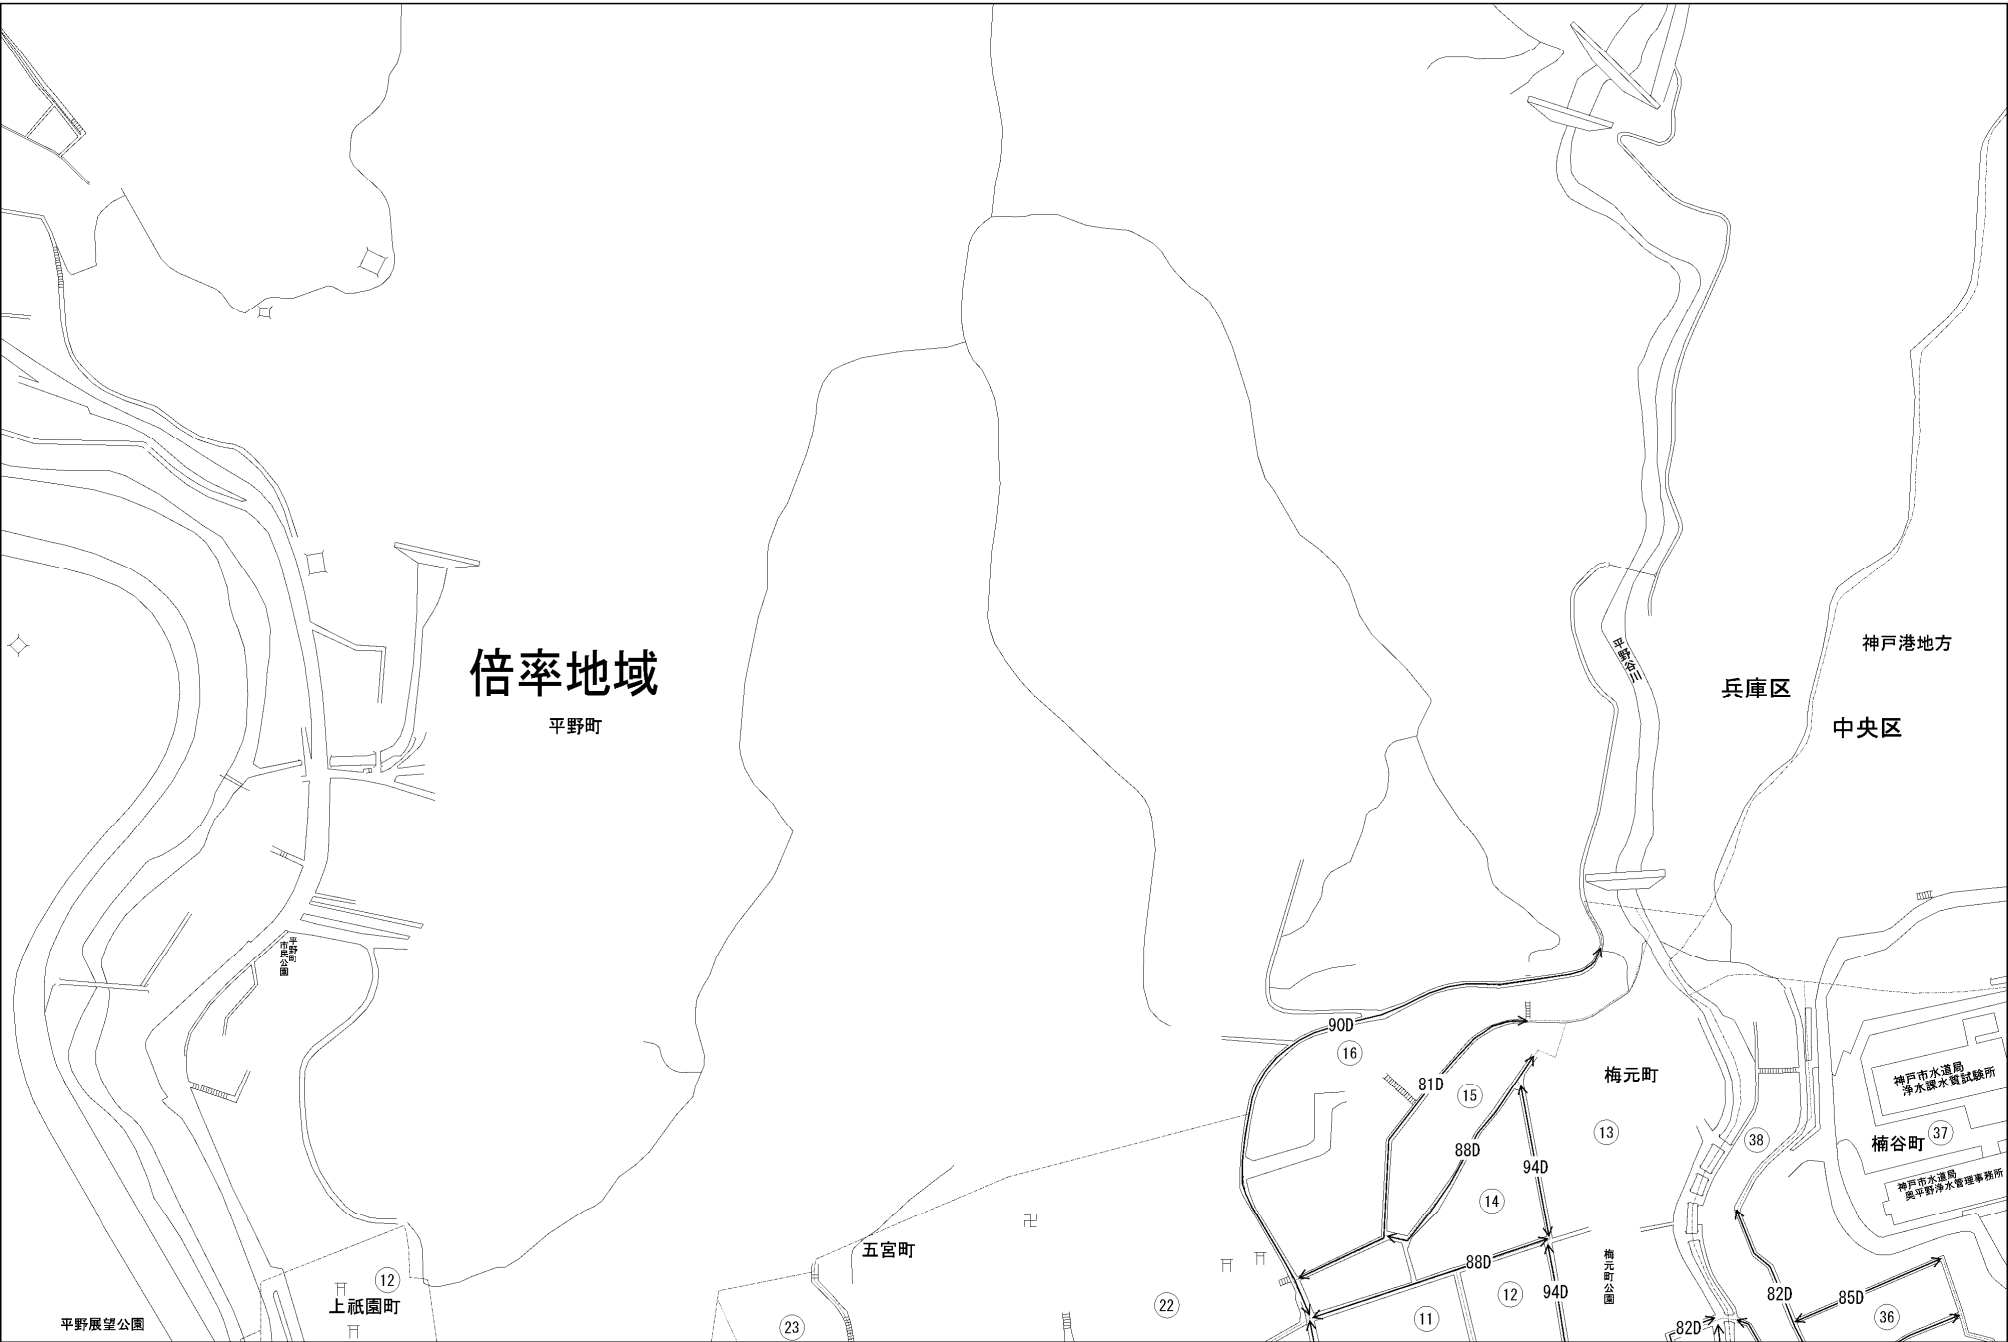 倍率地域
平野町
平野谷川
神戸港地方
兵庫区
中央区
平野町
市民公園
90D
16
81D
15
梅元町
神戸市水道局
浄水課水質試験所
88D
13
38
楠谷町
37
94D
神戸市水道局
奥平野浄水管理事務所
14
五宮町
卍
梅元町公園
88D
12
上祇園町
平野展望公園
23
22
11
12
94D
82D
82D
85D
36